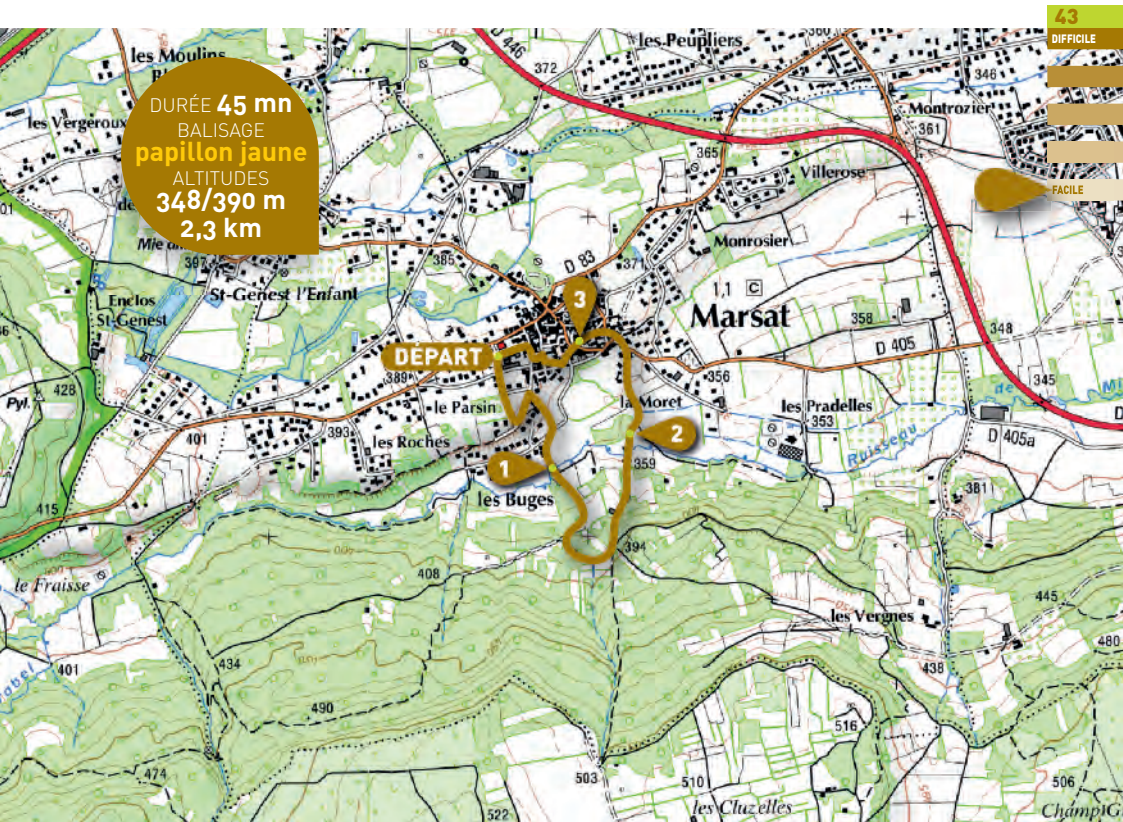 43
DIFFICILE
FACILE
DURÉE 45 mn
BALISAGE
papillon jaune
ALTITUDES
348/390 m
2,3 km
les Moulins
D 446
372
les Peupliers
346
Montrozier
361
les Vergeroux
365
Villerose
Monrosier
397
385
D 83
371
St-Genest l'Enfant
Enclos
St-Genest
1,1 C
3
Marsat
358
348
D 405
DÉPART
389
356
345
428
Pyl.
le Parsin
la Moret
les Pradelles
353
393
401
les Roches
2
Ruisseau
de
D 405a
1
359
les Buges
381
415
394
le Fraisse
408
445
les Vergnes
480
401
434
438
490
516
474
503
510
506
522
les Cluzelles